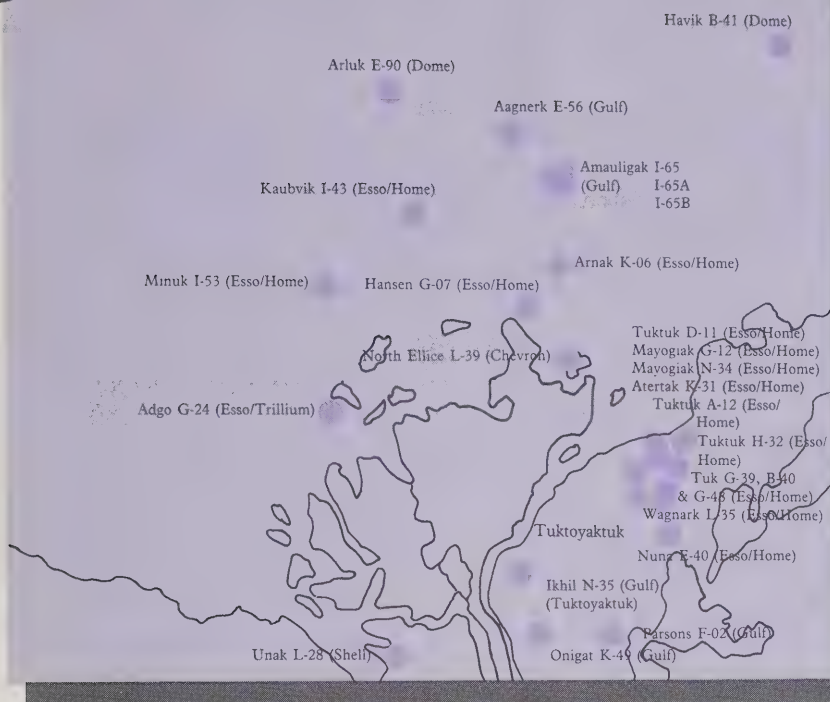 Havik B-41 (Dome)
Arluk E-90 (Dome)
Aagnerk E-56 (Gulf)
Amauligak I-65
(Gulf) I-65A
I-65B
Kaubvik I-43 (Esso/Home)
Arnak K-06 (Esso/Home)
Minuk I-53 (Esso/Home)
Hansen G-07 (Esso/Home)
Tuktuk D-11 (Esso/Home)
Mayogiak G-12 (Esso/Home)
North Ellice L-39 (Chevron)
Mayogiak N-34 (Esso/Home)
Atertak K-31 (Esso/Home)
Adgo G-24 (Esso/Trillium)
Tuktuk A-12 (Esso/
Home)
Tuktuk H-32 (Esso/
Home)
Tuk G-39, B-40
& G-48 (Esso/Home)
Wagnark L-35 (Esso/Home)
Tuktoyaktuk
Nuna E-40 (Esso/Home)
Ikhil N-35 (Gulf)
(Tuktoyaktuk)
Parsons F-02 (Gulf)
Unak L-28 (Shell)
Onigat K-49 (Gulf)